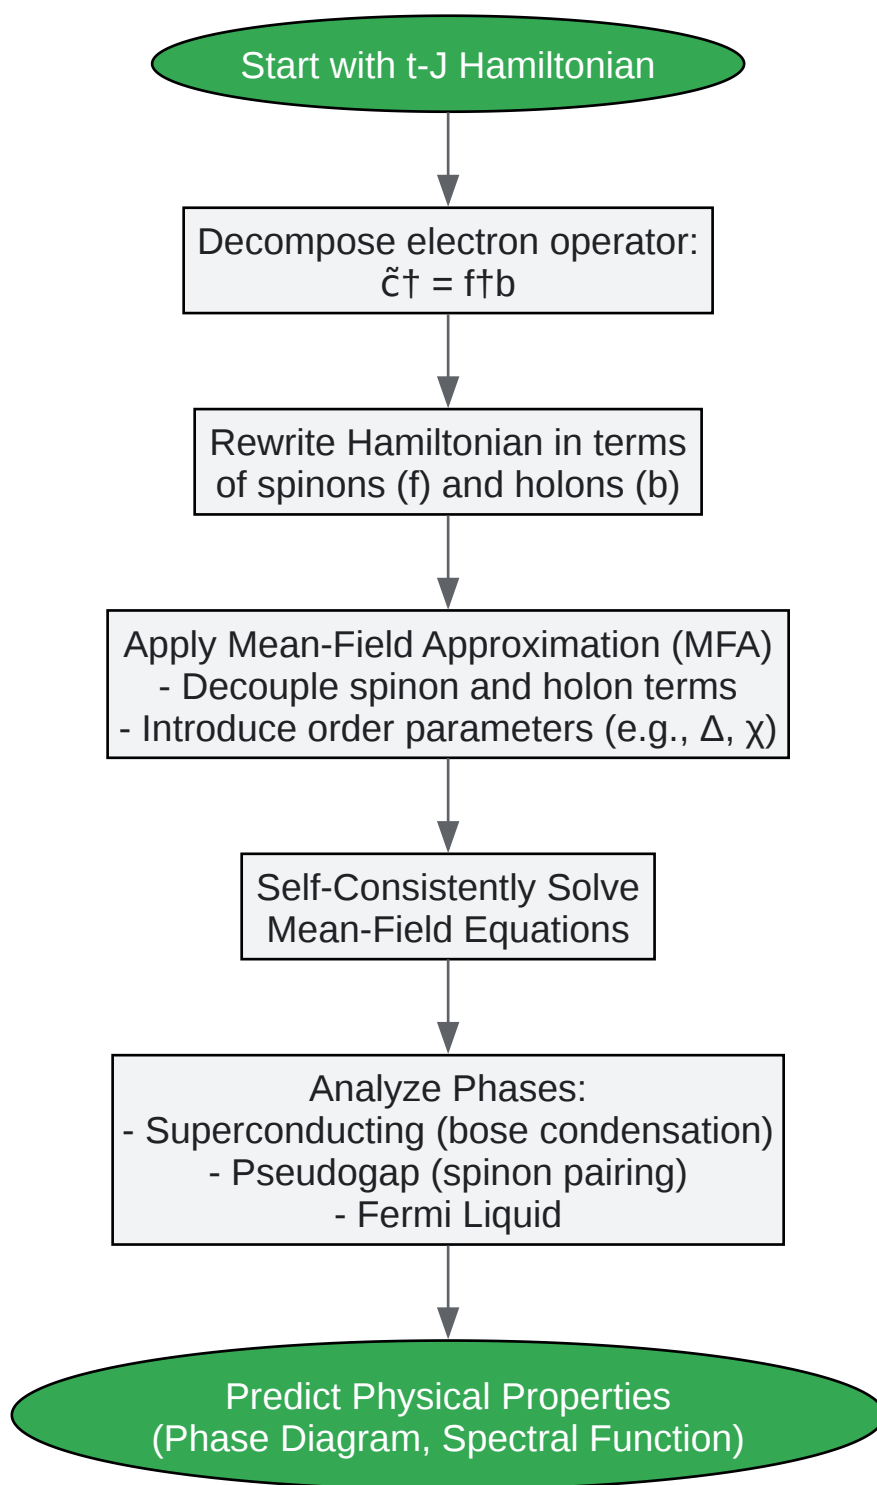 Start with t-J Hamiltonian
Decompose electron operator:
c̃† = f†b
Rewrite Hamiltonian in terms
of spinons (f) and holons (b)
Apply Mean-Field Approximation (MFA)
- Decouple spinon and holon terms
- Introduce order parameters (e.g., Δ, χ)
Self-Consistently Solve
Mean-Field Equations
Analyze Phases:
- Superconducting (bose condensation)
- Pseudogap (spinon pairing)
- Fermi Liquid
Predict Physical Properties
(Phase Diagram, Spectral Function)